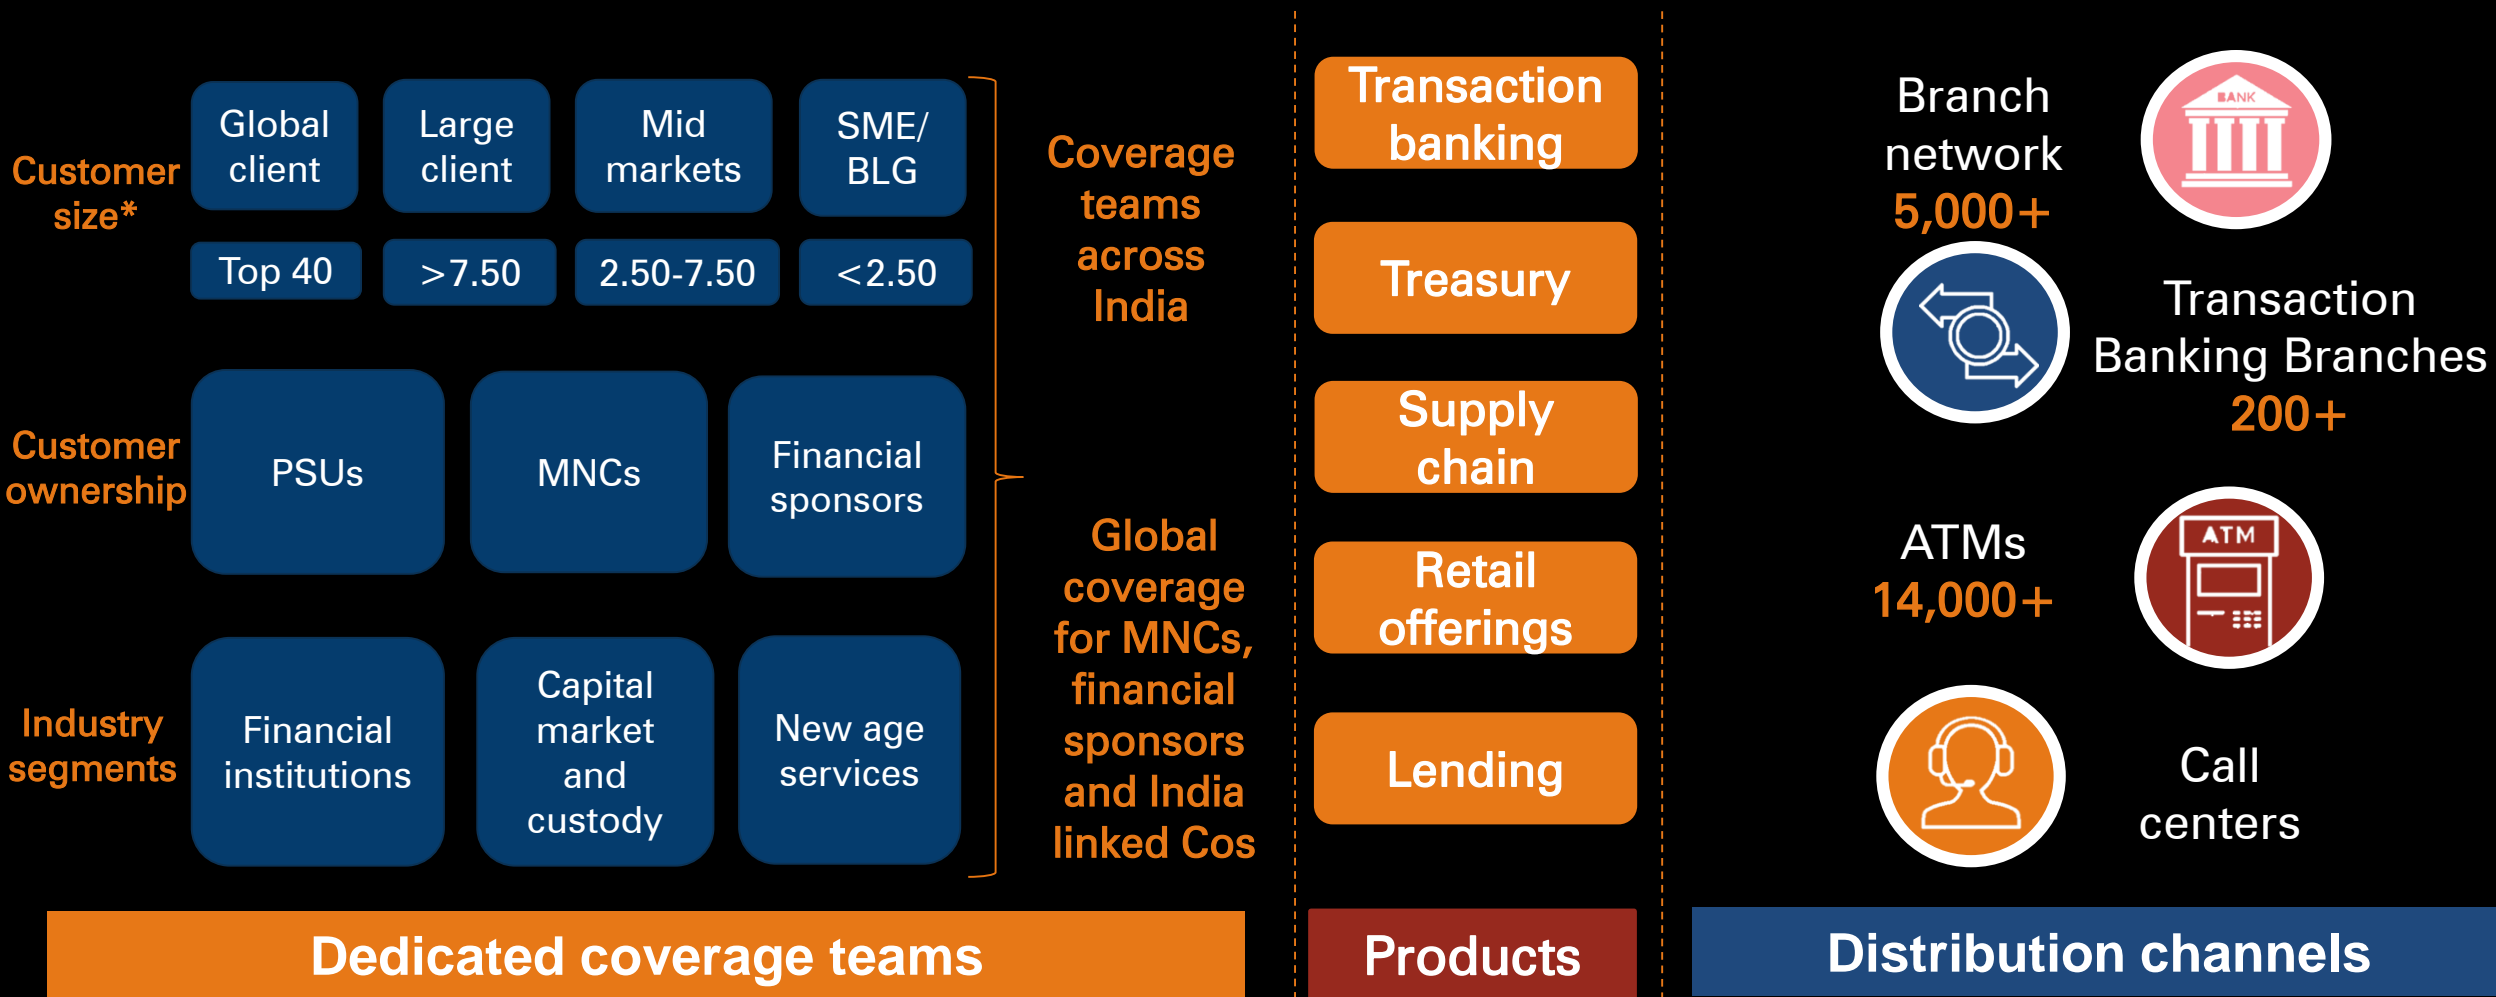 Customer
size*
Global
client
Large
client
Mid
markets
SME/
BLG
Top 40
>7.50
2.50-7.50
<2.50
Customer
ownership
PSUs
MNCs
Financial
sponsors
Industry
segments
Financial
institutions
Capital
market
and
custody
New age
services
Coverage
teams
across
India
Global
coverage
for MNCs,
financial
sponsors
and India
linked Cos
Dedicated coverage teams
Transaction
banking
Treasury
Supply
chain
Retail
offerings
Lending
Products
Branch
network
5,000+
BANK
Transaction
Banking Branches
200+
ATMs
14,000+
ATM
Call
centers
Distribution channels